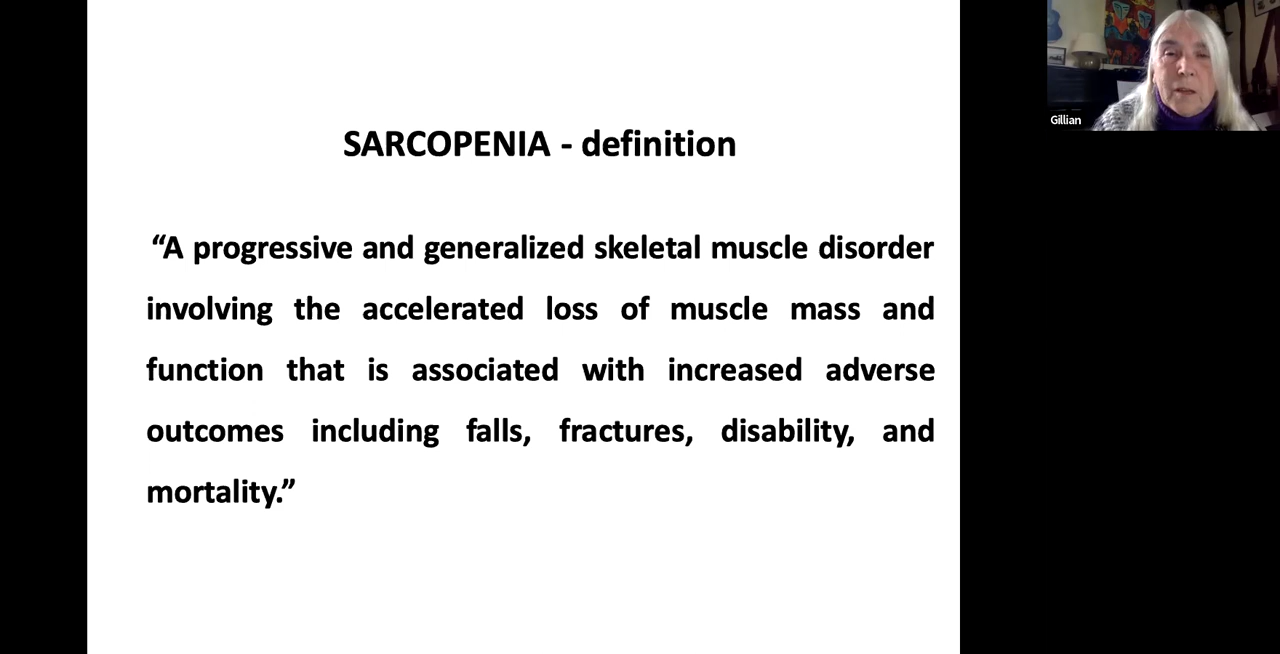 SARCOPENIA - definition
“A progressive and generalized skeletal muscle disorder
involving the accelerated loss of muscle mass and
function that is associated with increased adverse
outcomes including falls, fractures, disability, and
mortality.”
Gillian